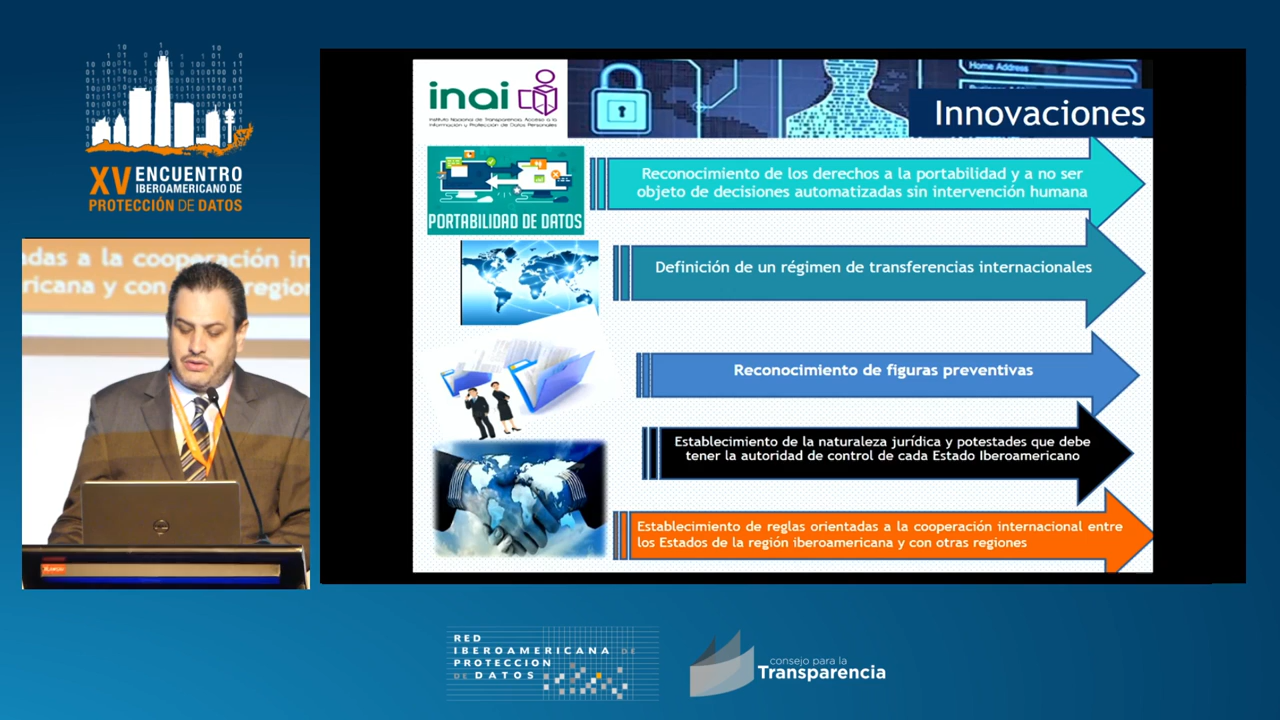 XV ENCUENTRO
IBEROAMERICANO DE
PROTECCIÓN DE DATOS
adas a la cooperación in
ricana y con
region
inai
Instituto Nacional de Transparencia, Acceso a la
Información y Protección de Datos Personales
Home Address
Innovaciones
PORTABILIDAD DE DATOS
Reconocimiento de los derechos a la portabilidad y a no ser
objeto de decisiones automatizadas sin intervención humana
Definición de un régimen de transferencias internacionales
Reconocimiento de figuras preventivas
Establecimiento de la naturaleza jurídica y potestades que debe
tener la autoridad de control de cada Estado Iberoamericano
Establecimiento de reglas orientadas a la cooperación internacional entre
los Estados de la región iberoamericana y con otras regiones
RED
IBEROAMERICANA DE
PROTECCION
DE DATOS
consejo para la
Transparencia